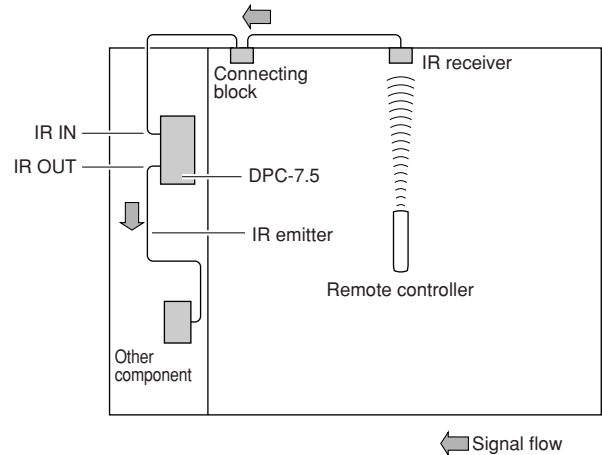 IR receiver
Connecting
block
IR IN
IR OUT
DPC-7.5
IR emitter
Remote controller
Other
component
Signal flow